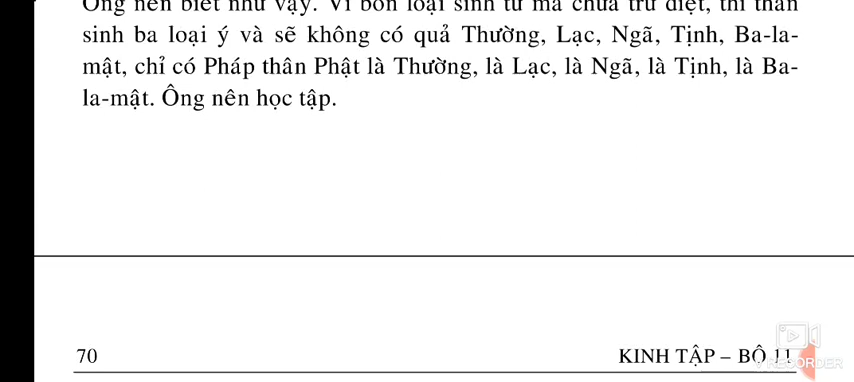 Ông nên biết như vậy. Vì bốn loại sinh tử mà chưa trừ diệt, thì thân
sinh ba loại ý và sẽ không có quả Thường, Lạc, Ngã, Tịnh, Ba-la-
mật, chỉ có Pháp thân Phật là Thường, là Lạc, là Ngã, là Tịnh, là Ba-
la-mật. Ông nên học tập.
70
KINH TẬP – BỘ 11
V RECORDER